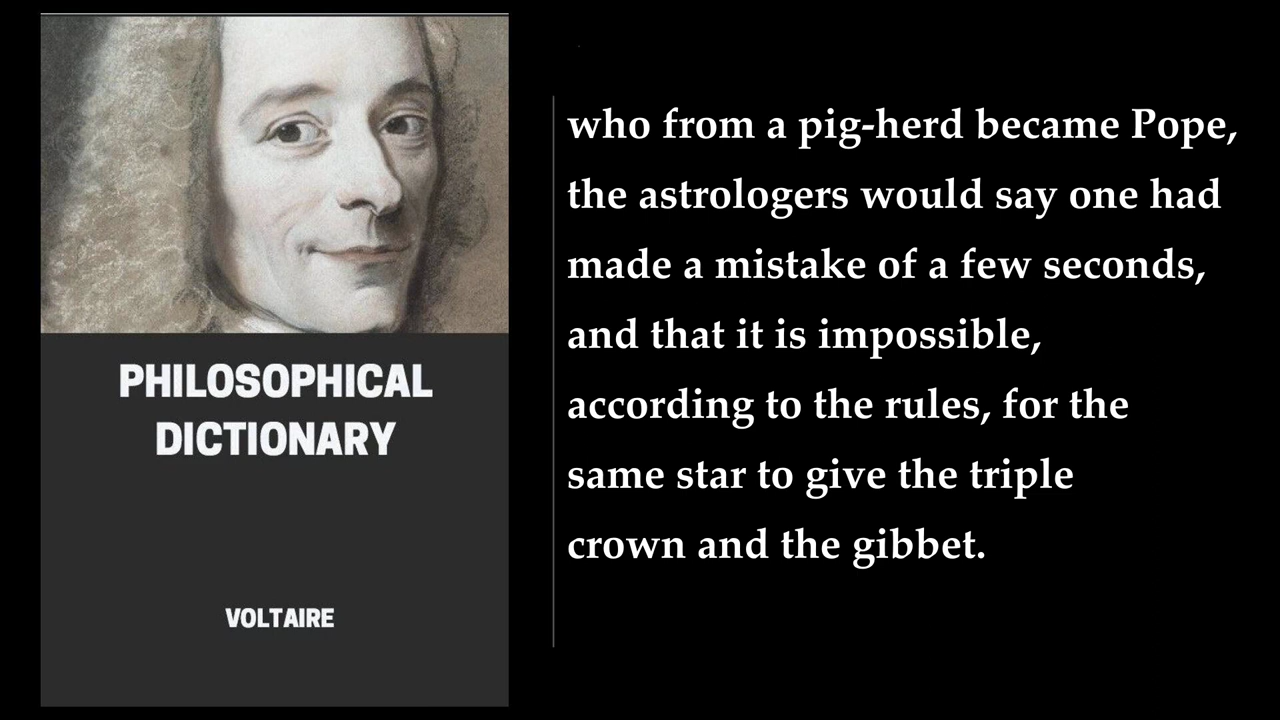 PHILOSOPHICAL
DICTIONARY
VOLTAIRE
who from a pig-herd became Pope,
the astrologers would say one had
made a mistake of a few seconds,
and that it is impossible,
according to the rules, for the
same star to give the triple
crown and the gibbet.